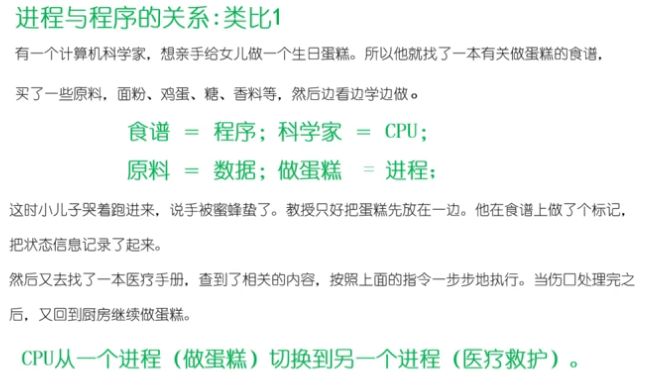 进程与程序的关系:类比1
有一个计算机科学家，想亲手给女儿做一个生日蛋糕。所以他就找了一本有关做蛋糕的食谱，
买了一些原料，面粉、鸡蛋、糖、香料等，然后边看边学边做。
食谱 = 程序; 科学家 = CPU;
原料 = 数据; 做蛋糕 = 进程;
这时小儿子哭着跑进来，说手被蜜蜂蛰了。教授只好把蛋糕先放在一边。他在食谱上做了个标记，
把状态信息记录了起来。
然后又去找了一本医疗手册，查到了相关的内容，按照上面的指令一步步地执行。当伤口处理完之
后，又回到厨房继续做蛋糕。
CPU从一个进程（做蛋糕）切换到另一个进程（医疗救护）。